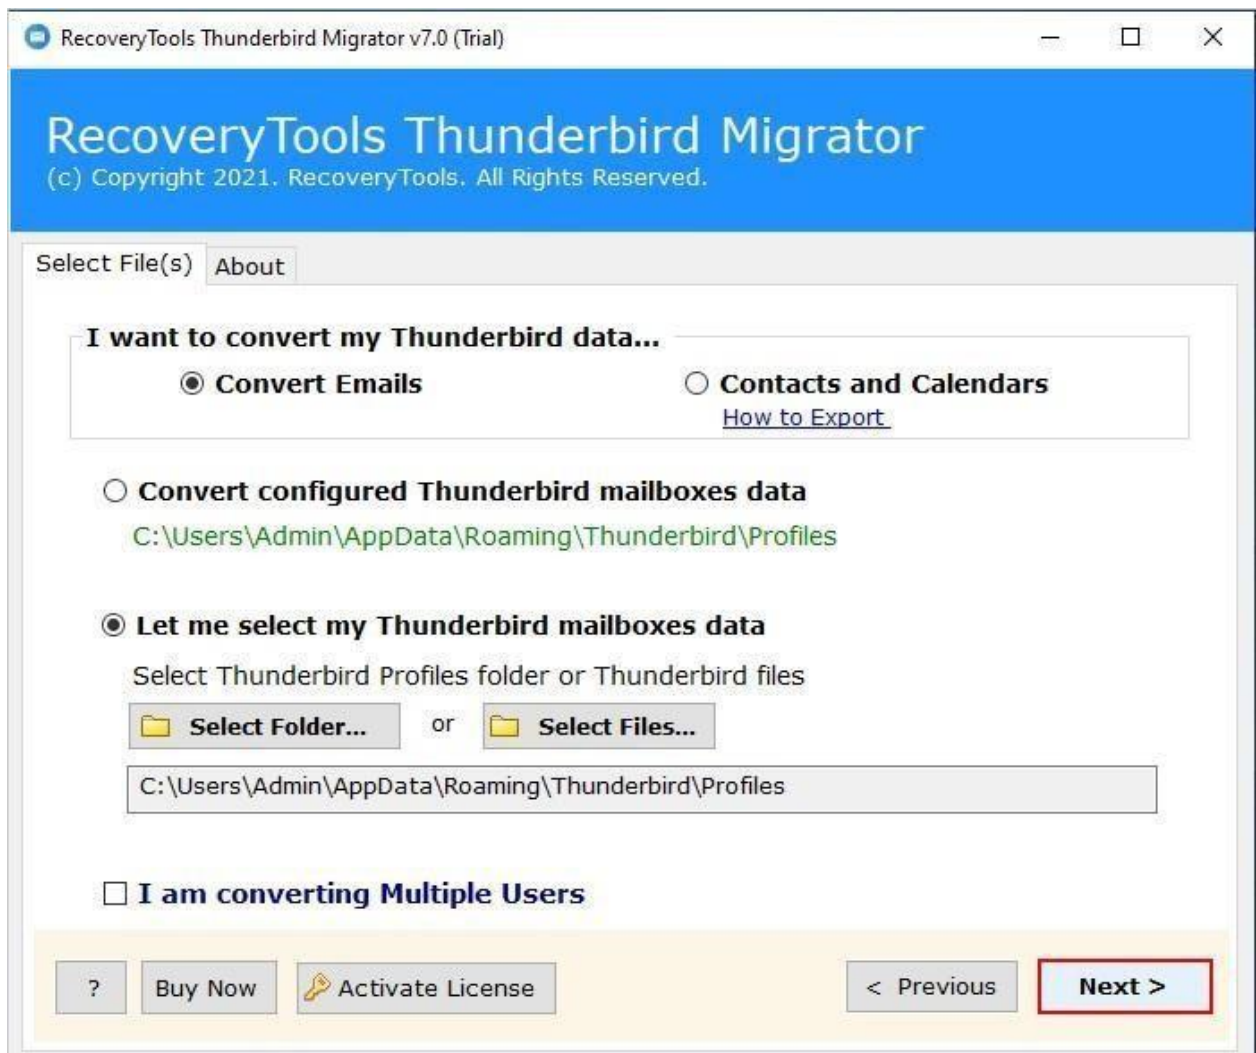 RecoveryTools Thunderbird Migrator v7.0 (Trial)
RecoveryTools Thunderbird Migrator
(c) Copyright 2021. RecoveryTools. All Rights Reserved.
Select File(s) About
I want to convert my Thunderbird data...
Convert Emails Contacts and Calendars
How to Export
Convert configured Thunderbird mailboxes data
C:\Users\Admin\AppData\Roaming\Thunderbird\Profiles
Let me select my Thunderbird mailboxes data
Select Thunderbird Profiles folder or Thunderbird files
Select Folder... or Select Files...
C:\Users\Admin\AppData\Roaming\Thunderbird\Profiles
I am converting Multiple Users
? Buy Now Activate License < Previous Next >